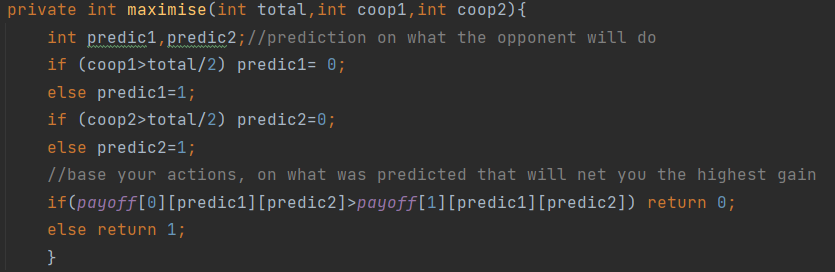 private int maximise(int total,int coop1,int coop2){
int predic1,predic2;//prediction on what the opponent will do
if (coop1>total/2) predic1= 0;
else predic1=1;
if (coop2>total/2) predic2=0;
else predic2=1;
//base your actions, on what was predicted that will net you the highest gain
if(payoff[0][predic1][predic2]>payoff[1][predic1][predic2]) return 0;
else return 1;
}